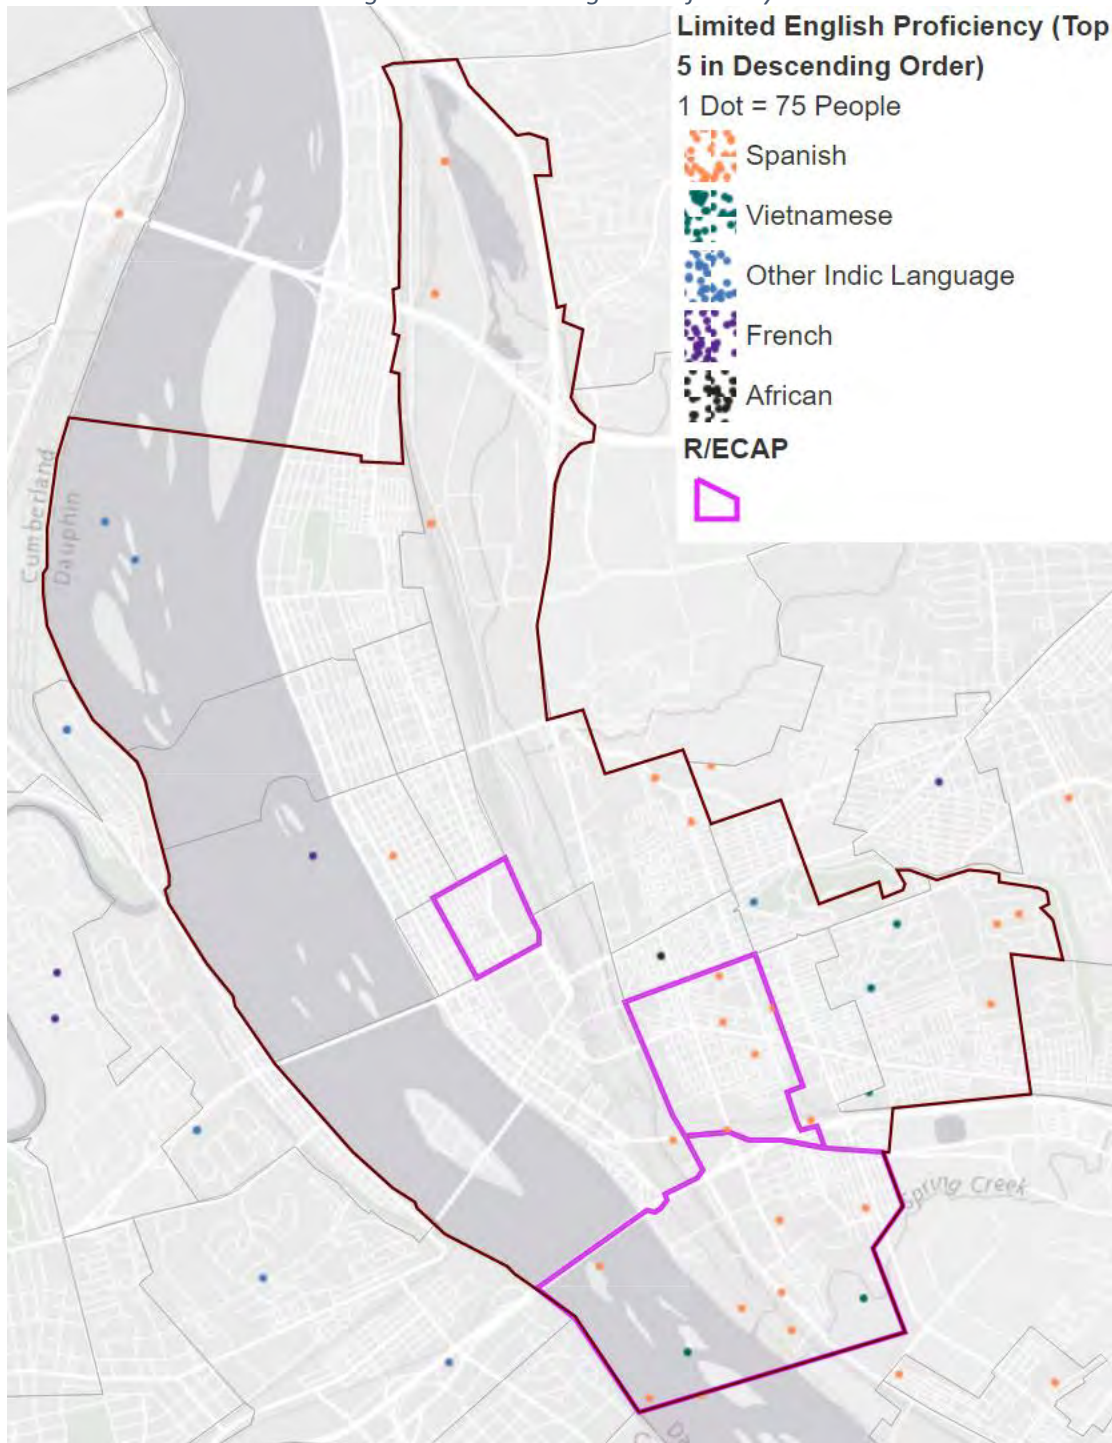 Limited English Proficiency (Top
5 in Descending Order)
1 Dot = 75 People
Spanish
Vietnamese
Other Indic Language
French
African
R/ECAP
Cumberland
Dauphin
Spring Creek